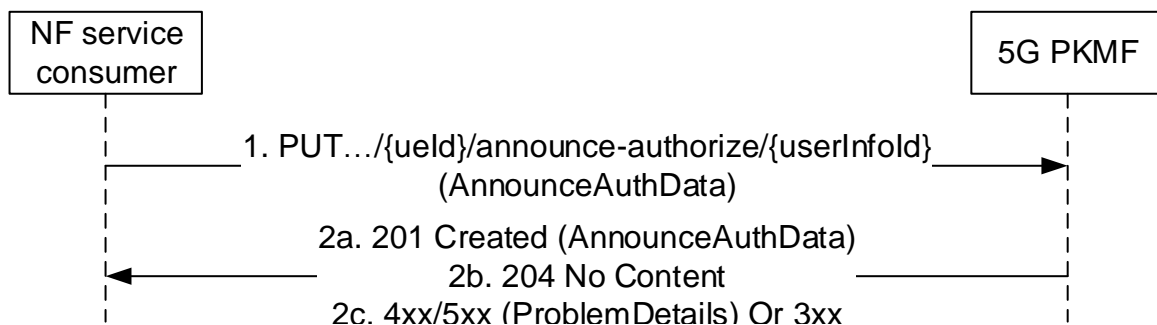 NF service
consumer
5G PKMF
1. PUT…/{ueId}/announce-authorize/{userInfoId}
(AnnounceAuthData)
2a. 201 Created (AnnounceAuthData)
2b. 204 No Content
2c. 4xx/5xx (ProblemDetails) Or 3xx